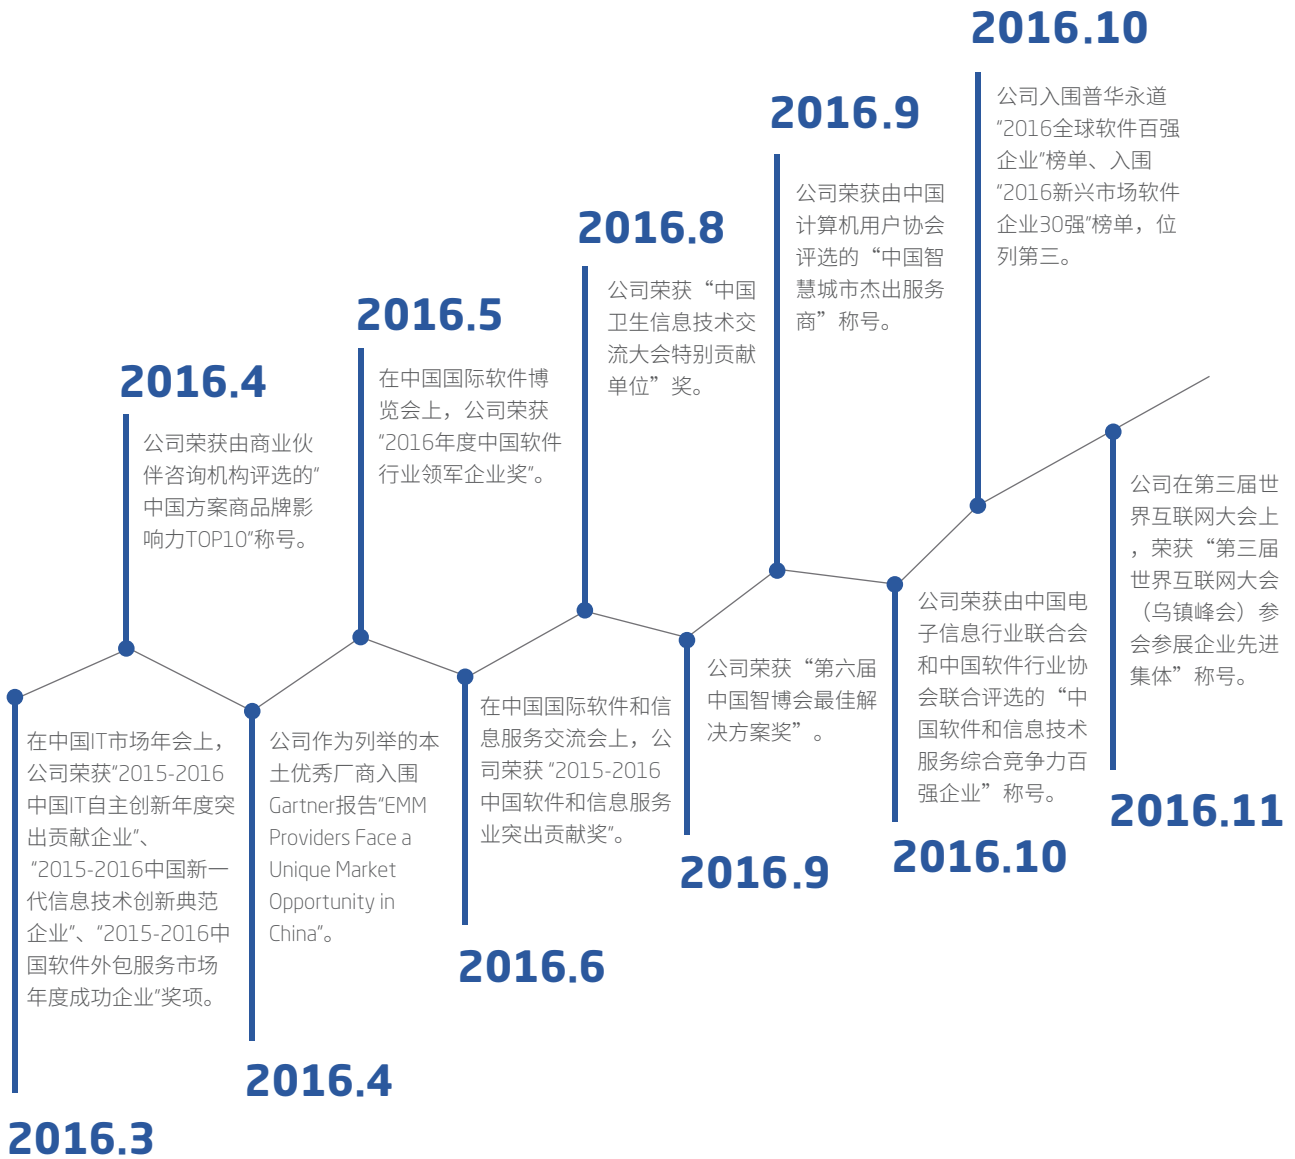 2016.3
在中国IT市场年会上，
公司荣获“2015-2016
中国IT自主创新年度突
出贡献企业”、
“2015-2016中国新一
代信息技术创新典范
企业”、“2015-2016中
国软件外包服务市场
年度成功企业”奖项。
2016.4
公司荣获由商业伙
伴咨询机构评选的“
中国方案商品牌影
响力TOP10”称号。
2016.4
公司作为列举的本
土优秀厂商入围
Gartner报告“EMM
Providers Face a
Unique Market
Opportunity in
China”。
2016.5
在中国国际软件博
览会上，公司荣获
“2016年度中国软件
行业领军企业奖”。
2016.6
在中国国际软件和信
息服务交流会上，公
司荣获 “2015-2016
中国软件和信息服务
业突出贡献奖”。
2016.8
公司荣获“中国
卫生信息技术交
流大会特别贡献
单位”奖。
2016.9
公司荣获“第六届
中国智博会最佳解
决方案奖”。
2016.9
公司荣获由中国
计算机用户协会
评选的“中国智
慧城市杰出服务
商”称号。
2016.10
公司荣获由中国电
子信息行业联合会
和中国软件行业协
会联合评选的“中
国软件和信息技术
服务综合竞争力百
强企业”称号。
2016.10
公司入围普华永道
“2016全球软件百强
企业”榜单、入围
“2016新兴市场软件
企业30强”榜单，位
列第三。
2016.11
公司在第三届世
界互联网大会上
，荣获“第三届
世界互联网大会
（乌镇峰会）参
会参展企业先进
集体”称号。